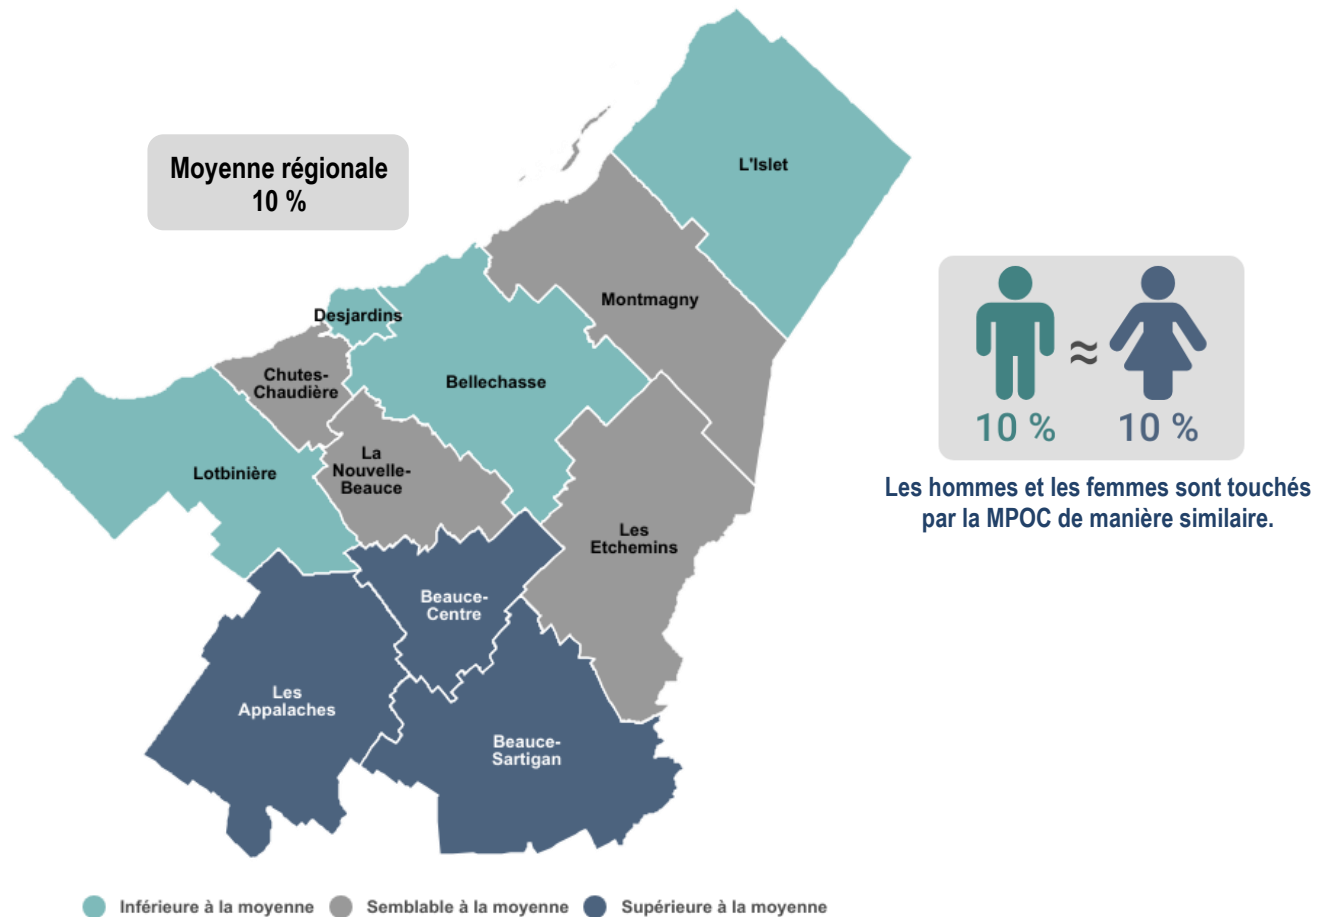 Moyenne régionale
10 %
L'Islet
Montmagny
Desjardins
Bellechasse
Chutes-
Chaudière
La
Nouvelle-
Beauce
Lotbinière
Les
Etchemins
Beauce-
Centre
Les
Appalaches
Beauce-
Sartigan
≈
10 %
10 %
Les hommes et les femmes sont touchés
par la MPOC de manière similaire.
Inférieure à la moyenne
Semblable à la moyenne
Supérieure à la moyenne